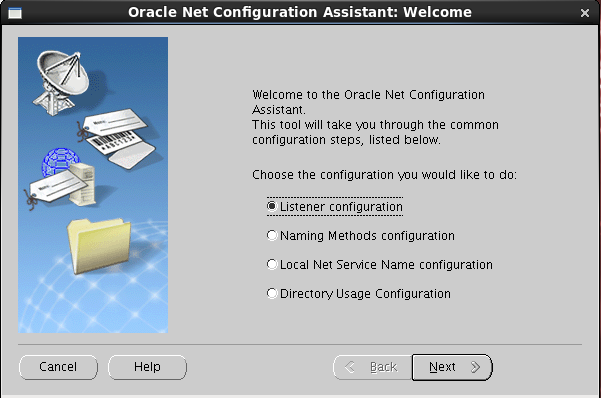 Oracle Net Configuration Assistant: Welcome
Welcome to the Oracle Net Configuration
Assistant.
This tool will take you through the common
configuration steps, listed below.
Choose the configuration you would like to do:
Listener configuration
Naming Methods configuration
Local Net Service Name configuration
Directory Usage Configuration
Cancel
Help
Back
Next